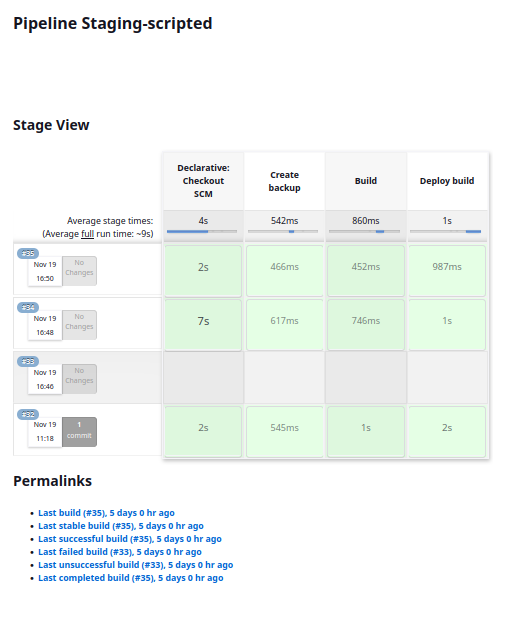 Pipeline Staging-scripted
Stage View
Declarative:
Checkout
SCM
Create
backup
Build
Deploy build
Average stage times:
4s
542ms
860ms
1s
(Average full run time: ~9s)
#35
Nov 19
16:50
No
Changes
2s
466ms
452ms
987ms
#34
Nov 19
16:48
No
Changes
7s
617ms
746ms
1s
#33
Nov 19
16:46
No
Changes
#32
Nov 19
11:18
1
commit
2s
545ms
1s
2s
Permalinks
• Last build (#35), 5 days 0 hr ago
• Last stable build (#35), 5 days 0 hr ago
• Last successful build (#35), 5 days 0 hr ago
• Last failed build (#33), 5 days 0 hr ago
• Last unsuccessful build (#33), 5 days 0 hr ago
• Last completed build (#35), 5 days 0 hr ago